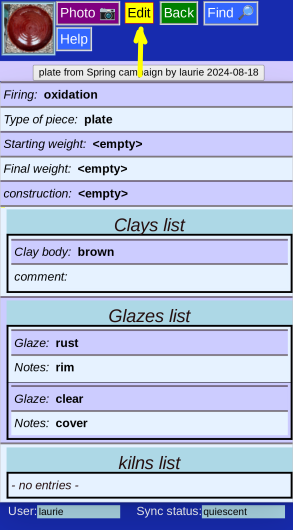 Photo 📷 Edit Back Find 🔎
Help
plate from Spring campaign by laurie 2024-08-18
Firing: oxidation
Type of piece: plate
Starting weight: <empty>
Final weight: <empty>
construction: <empty>
Clays list
Clay body: brown
comment:
Glazes list
Glaze: rust
Notes: rim
Glaze: clear
Notes: cover
kilns list
- no entries -
User: laurie Sync status: quiescent